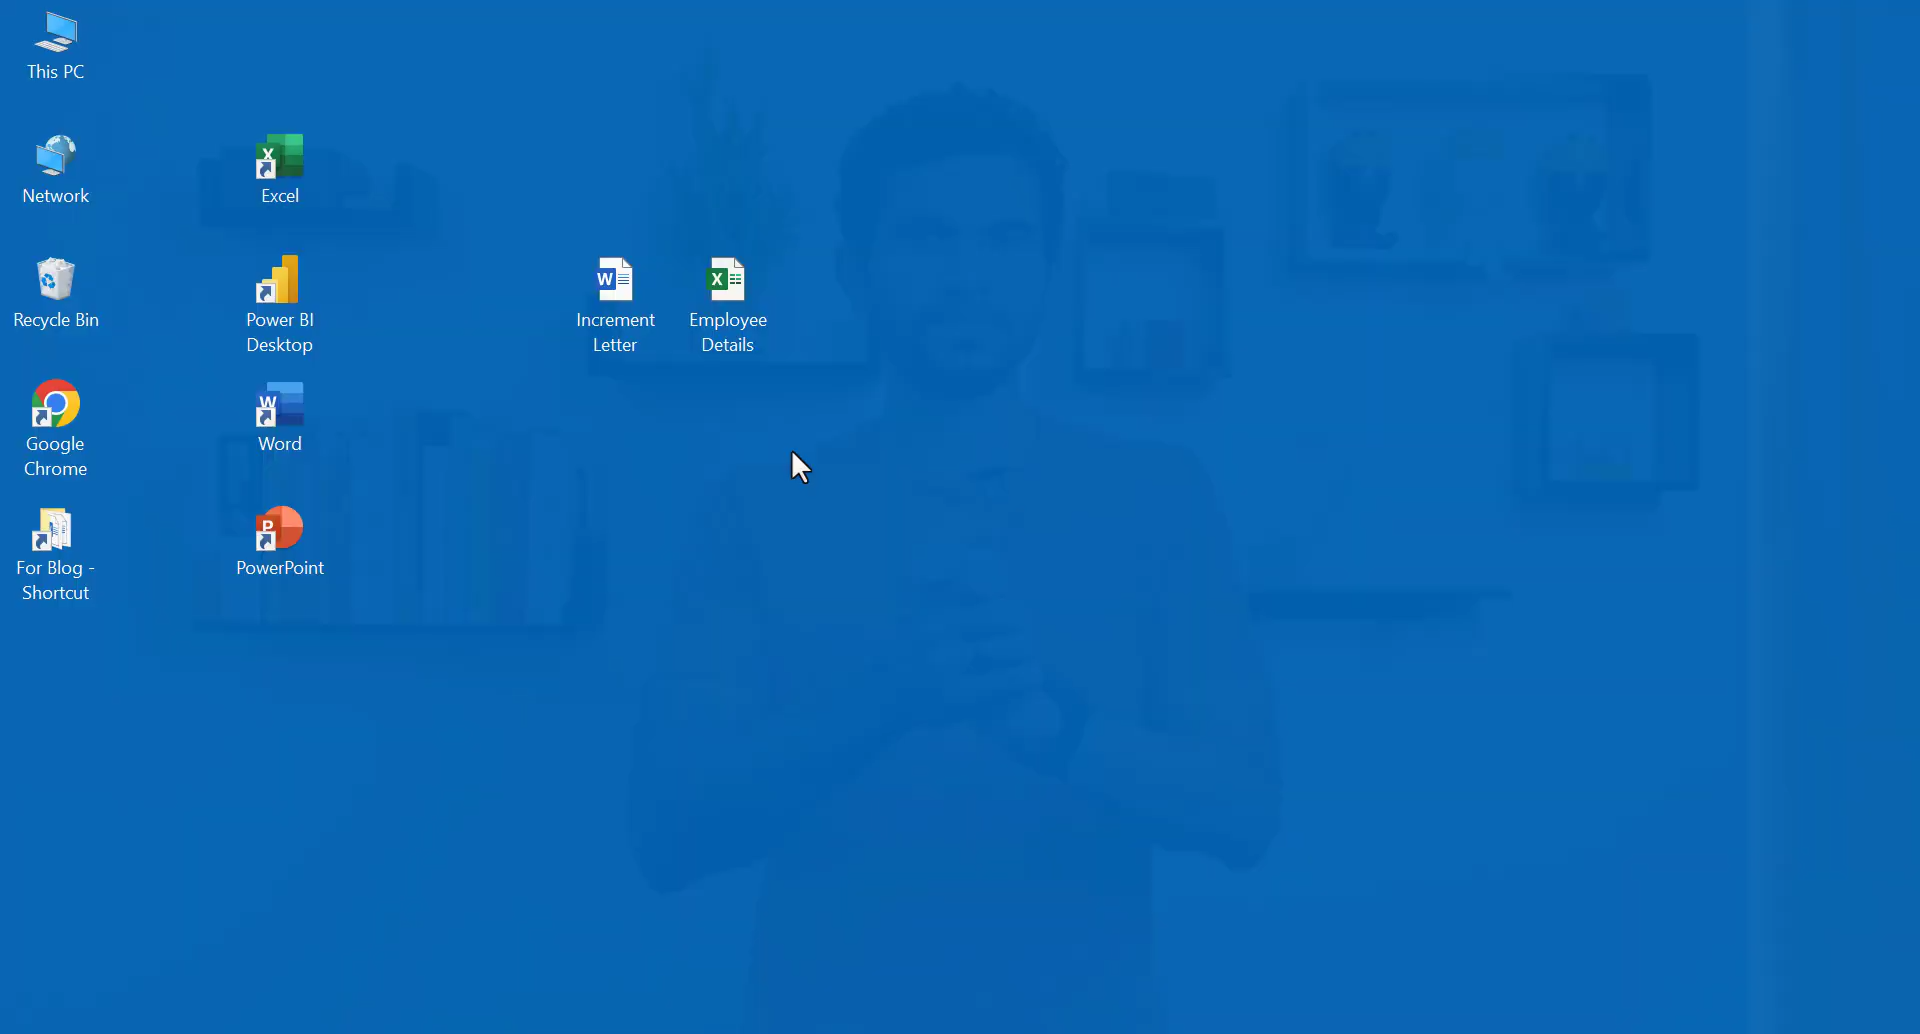 This PC
Network
Excel
Recycle Bin
Power BI
Desktop
Increment
Letter
Employee
Details
Google
Chrome
Word
For Blog -
Shortcut
PowerPoint